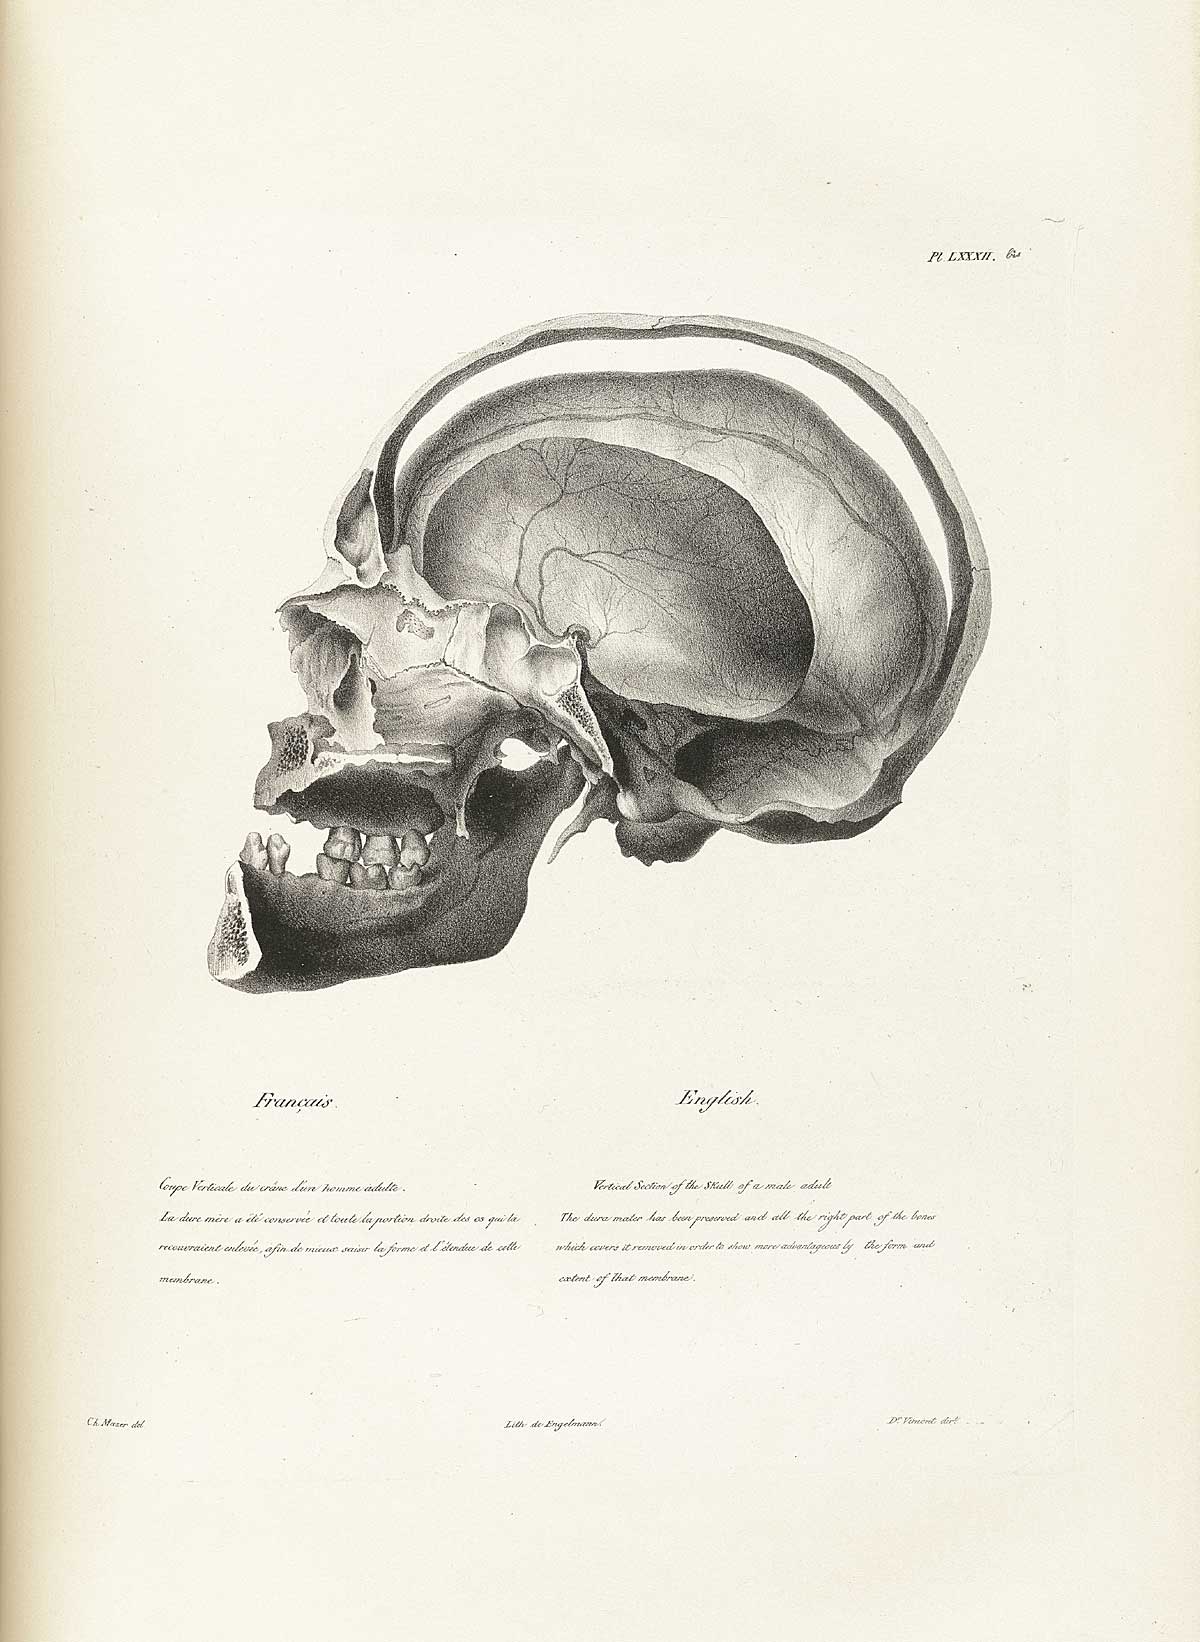 Pl. LXXXII. bis
Français.
Coupe Verticale du crâne d'un homme adulte.
La dure mère a été conservée et toute la portion droite des os qui la
recouvraient enlevée, afin de mieux saisir la forme et l'étendue de cette
membrane.
English.
Vertical Section of the Skull of a male adult
The dura mater has been preserved and all the right part of the bones
which covers it removed in order to show more advantageous ly the form and
extent of that membrane.
Ch. Mazer del.
Lith. de Engelmann.
Dr. Vimont dirt.